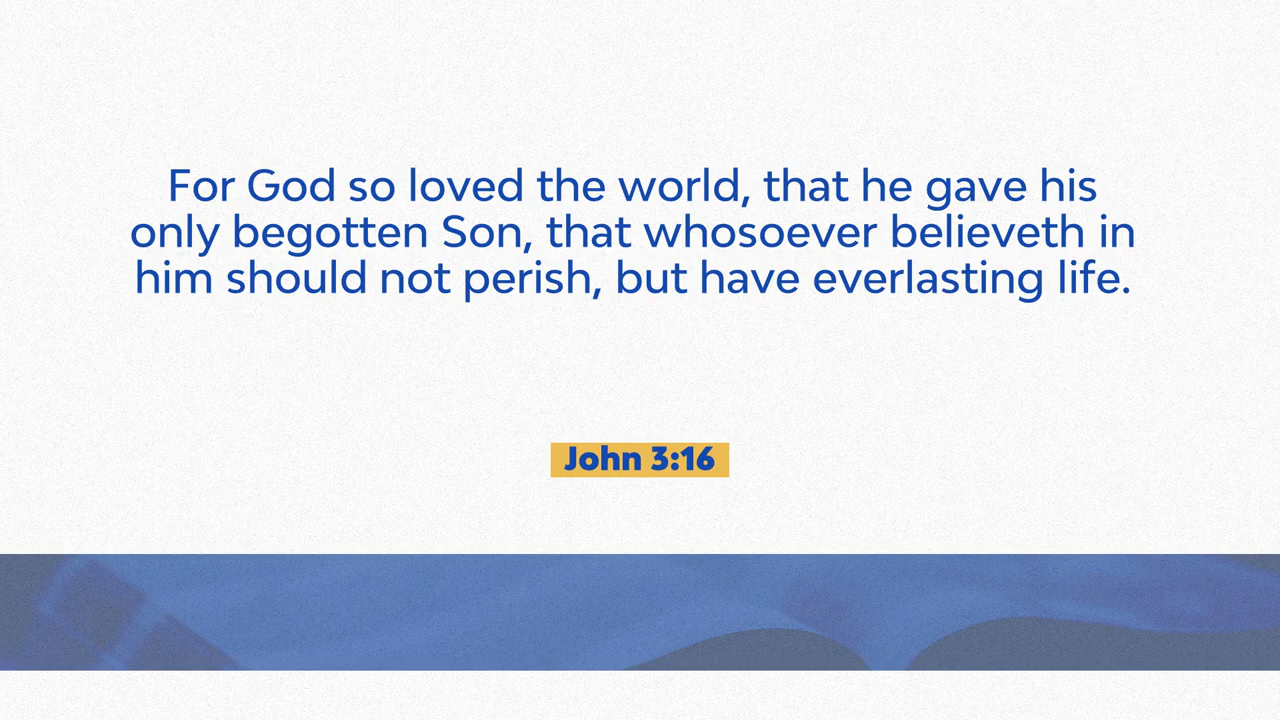 For God so loved the world, that he gave his
only begotten Son, that whosoever believeth in
him should not perish, but have everlasting life.
John 3:16